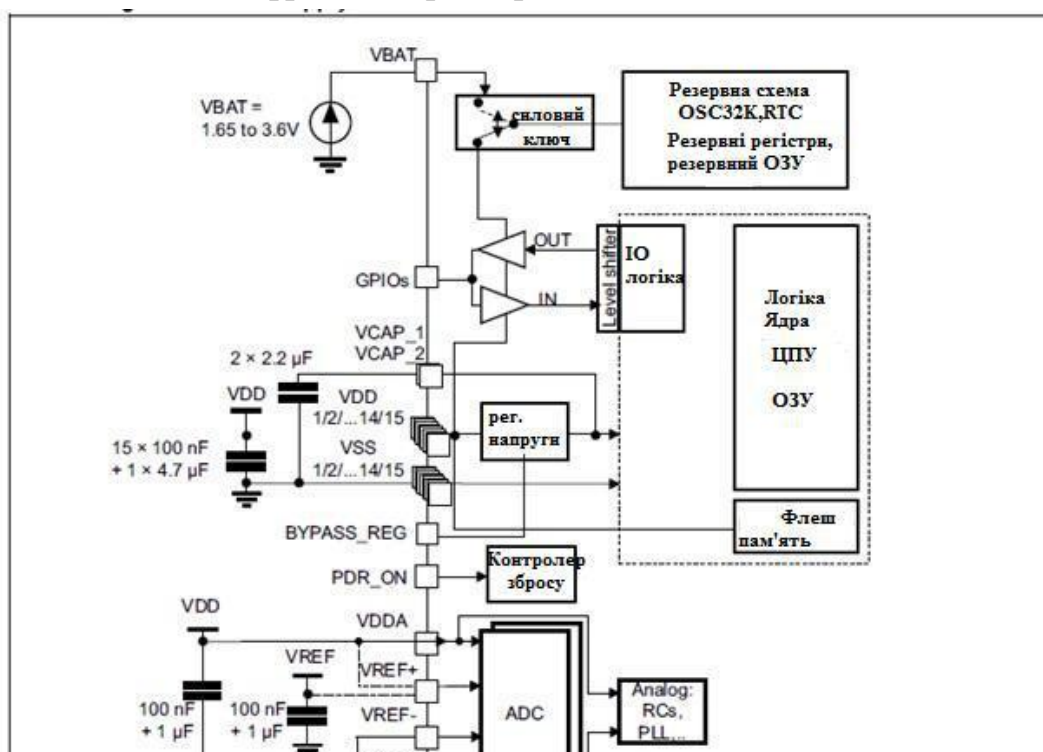 VBAT
VBAT =
1.65 to 3.6V
силовий
ключ
Резервна схема
OSC32K,RTC
Резервні регістри,
резервний ОЗУ
OUT
IN
GPIOs
Level shifter
IO
логіка
Логіка
Ядра
ЦПУ
ОЗУ
VCAP_1
VCAP_2
2 × 2.2 µF
VDD
VDD
1/2/...14/15
VSS
1/2/...14/15
15 × 100 nF
+ 1 × 4.7 µF
рег.
напруги
Флеш
пам'ять
BYPASS_REG
PDR_ON
Контролер
збросу
VDD
VDDA
VREF
VREF+
VREF-
100 nF
+ 1 µF
100 nF
+ 1 µF
ADC
Analog:
RCs,
PLL,..